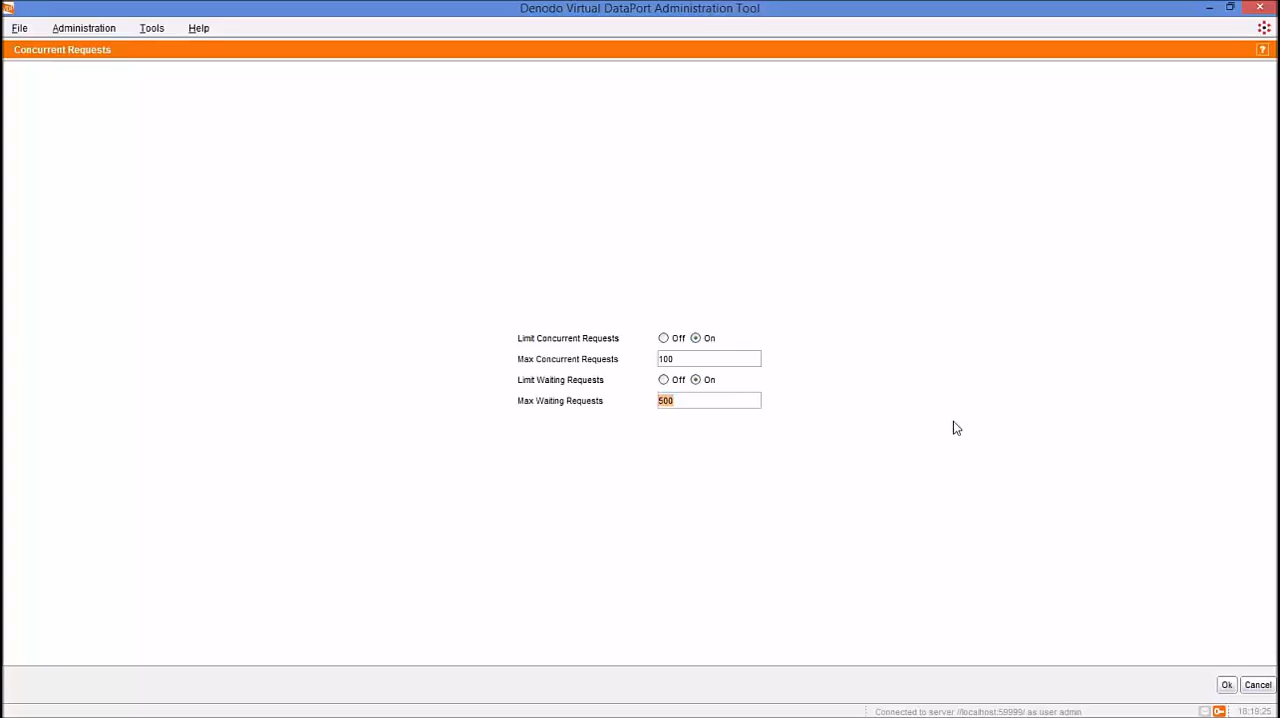 Denodo Virtual DataPort Administration Tool
File Administration Tools Help
Concurrent Requests ?
Limit Concurrent Requests Off On
Max Concurrent Requests 100
Limit Waiting Requests Off On
Max Waiting Requests 500
Ok Cancel
Connected to server //localhost:59999/ as user admin 18:19:25